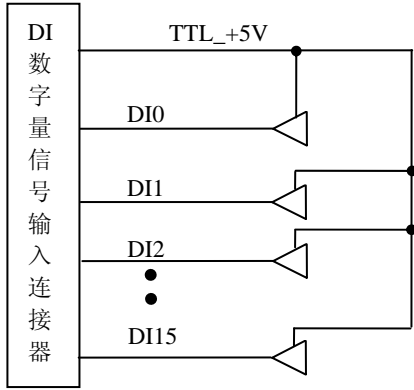 DI
数
字
量
信
号
输
入
连
接
器
TTL_+5V
DI0
DI1
DI2
DI15